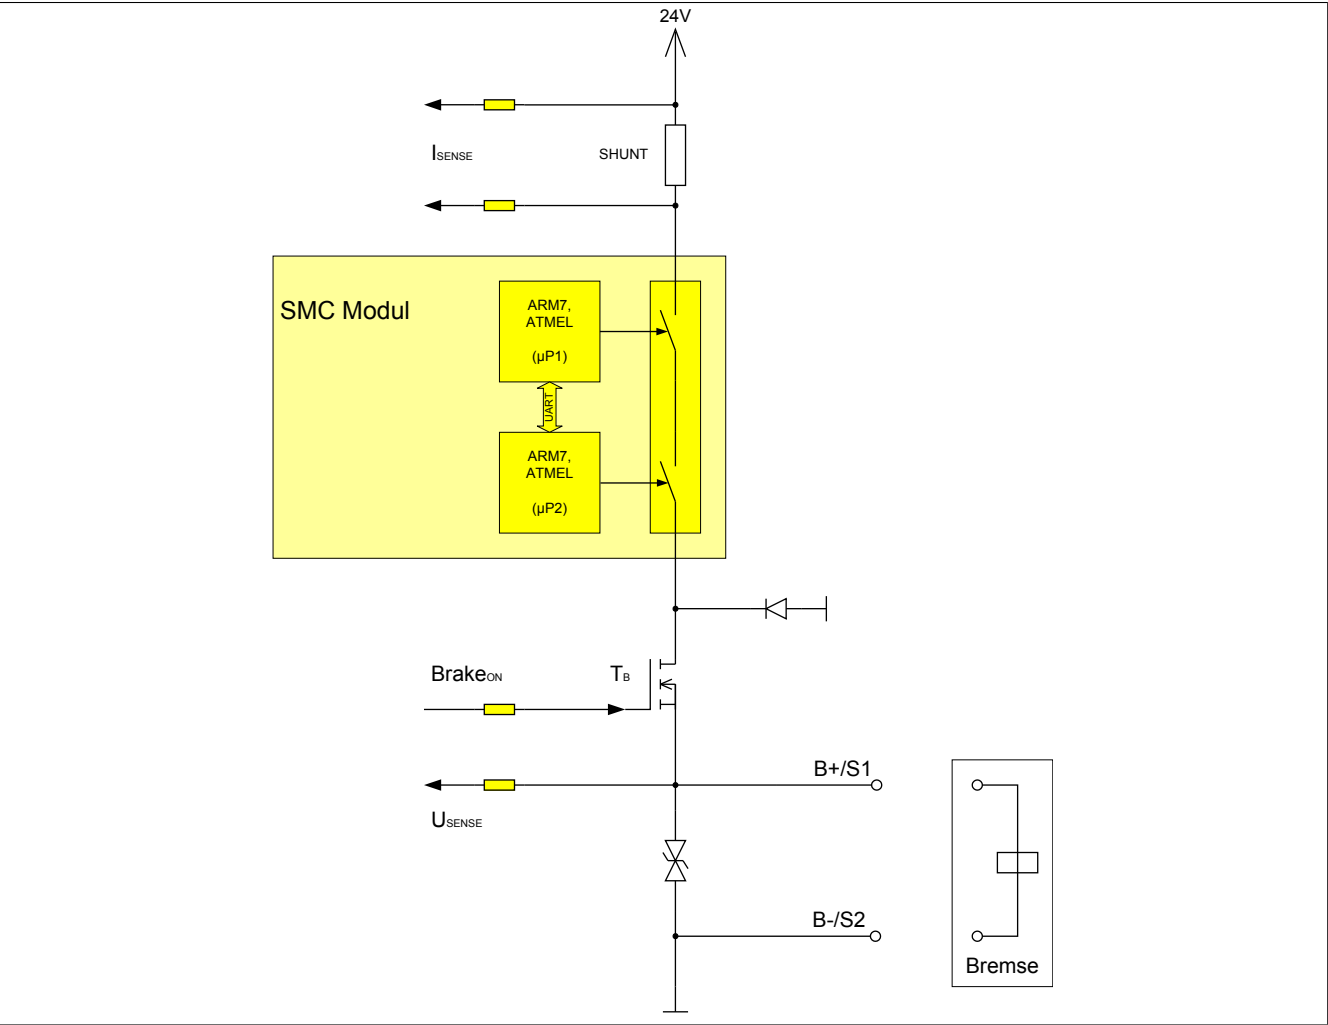 24V
ISENSE
SHUNT
SMC Modul
ARM7,
ATMEL
(µP1)
UART
ARM7,
ATMEL
(µP2)
BrakeON
TB
B+/S1
USENSE
B-/S2
Bremse